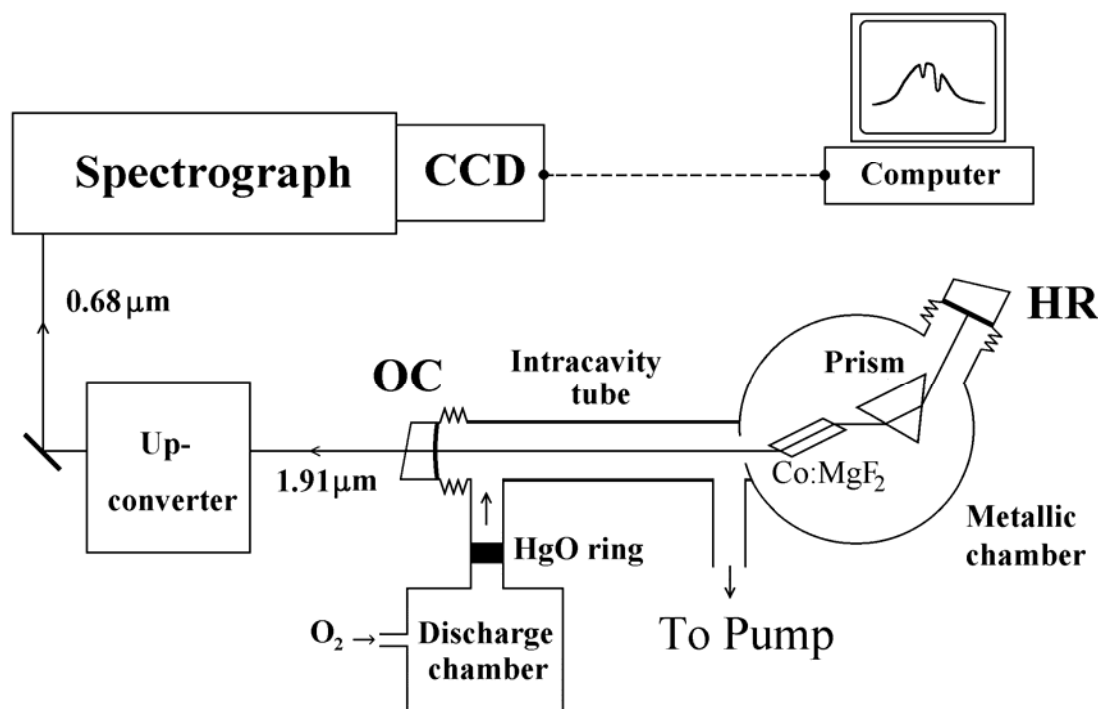 Spectrograph
CCD
Computer
0.68 μm
HR
Prism
Intracavity
tube
OC
Up-
converter
1.91μm
Co:MgF₂
Metallic
chamber
HgO ring
O₂
Discharge
chamber
To Pump